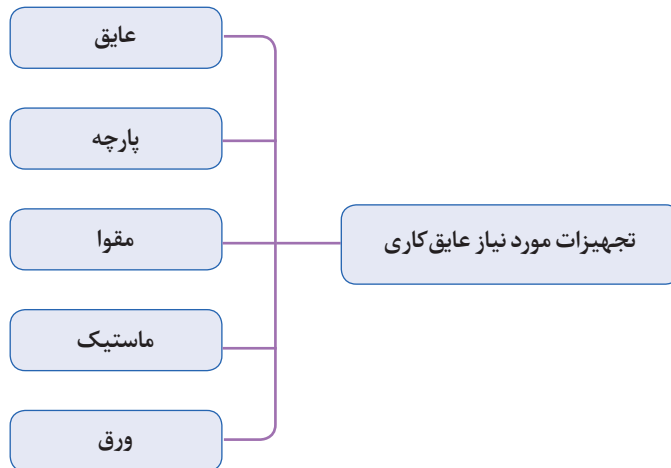 تجهیزات مورد نیاز عایق‌کاری
عایق
پارچه
مقوا
ماستیک
ورق